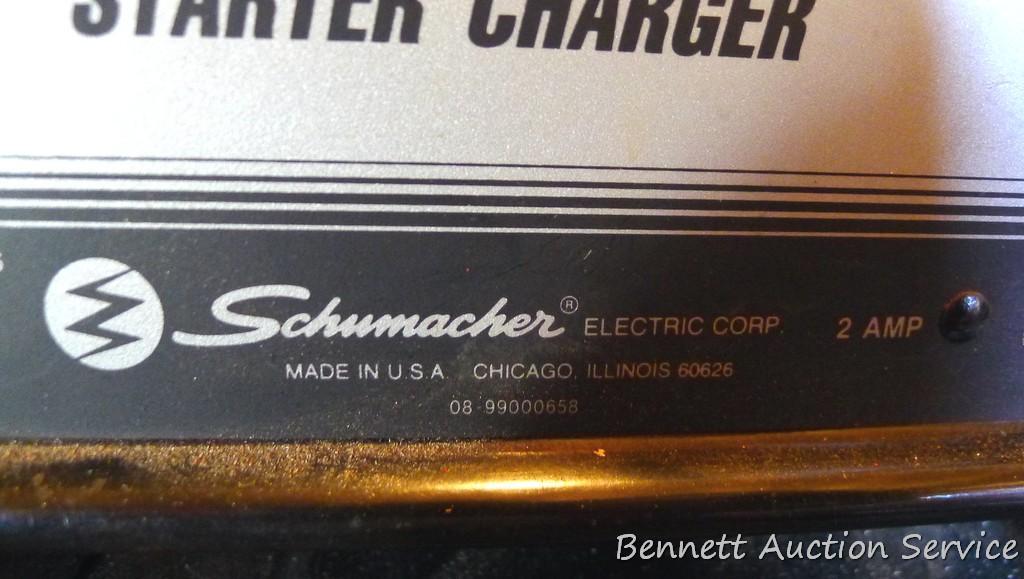 STARTER CHARGER
Schumacher® ELECTRIC CORP. 2 AMP
MADE IN U.S.A. CHICAGO, ILLINOIS 60626
08-99000658
Bennett Auction Service